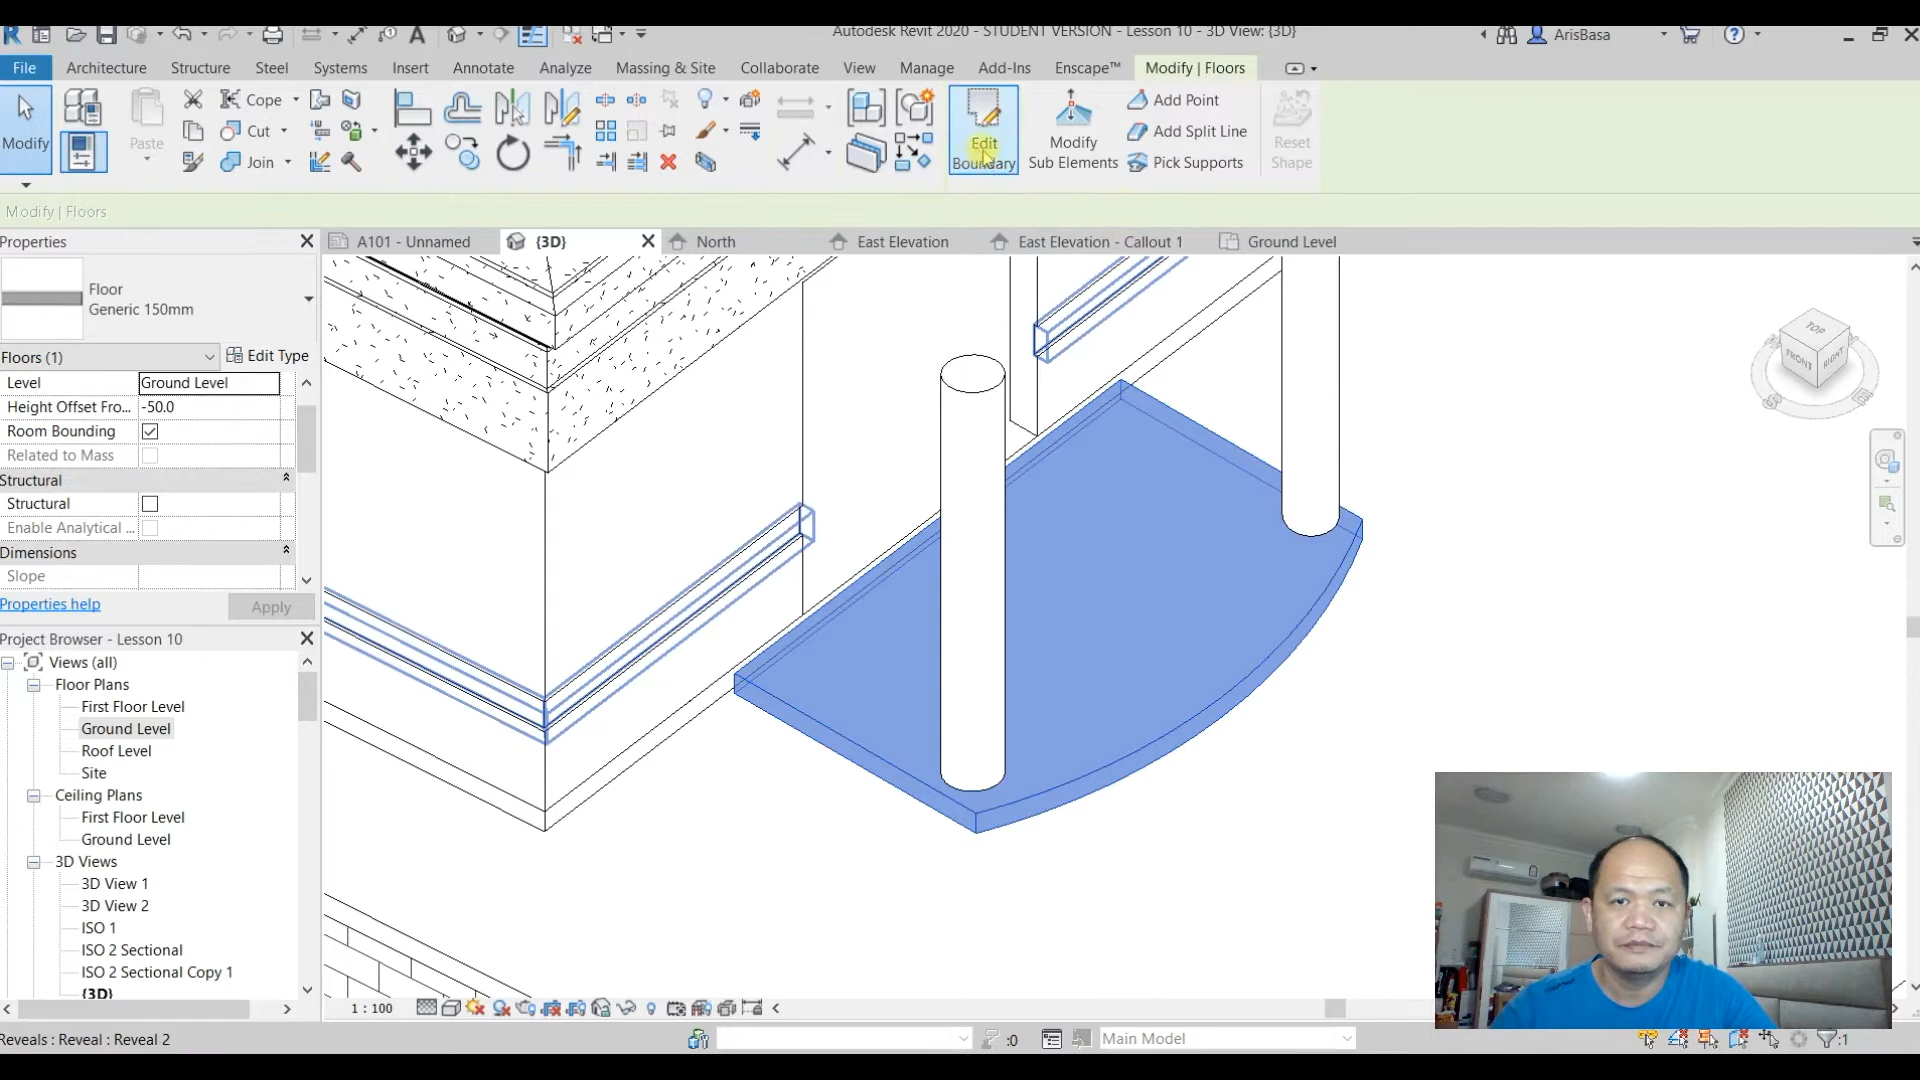 Autodesk Revit 2020 - STUDENT VERSION - Lesson 10 - 3D View: {3D}
ArisBasa
File Architecture Structure Steel Systems Insert Annotate Analyze Massing & Site Collaborate View Manage Add-Ins Enscape™ Modify | Floors
Modify
Paste
Cope
Cut
Join
Edit
Boundary
Modify
Sub Elements
Add Point
Add Split Line
Pick Supports
Reset
Shape
Modify | Floors
Properties
A101 - Unnamed
{3D}
North
East Elevation
East Elevation - Callout 1
Ground Level
Floor
Generic 150mm
Floors (1)
Edit Type
Level Ground Level
Height Offset Fro... -50.0
Room Bounding
Related to Mass
Structural
Structural
Enable Analytical ...
Dimensions
Slope
Properties help
Apply
Project Browser - Lesson 10
Views (all)
Floor Plans
First Floor Level
Ground Level
Roof Level
Site
Ceiling Plans
First Floor Level
Ground Level
3D Views
3D View 1
3D View 2
ISO 1
ISO 2 Sectional
ISO 2 Sectional Copy 1
{3D}
TOP
FRONT
RIGHT
S
E
1 : 100
Reveals : Reveal : Reveal 2
:0
Main Model
:1